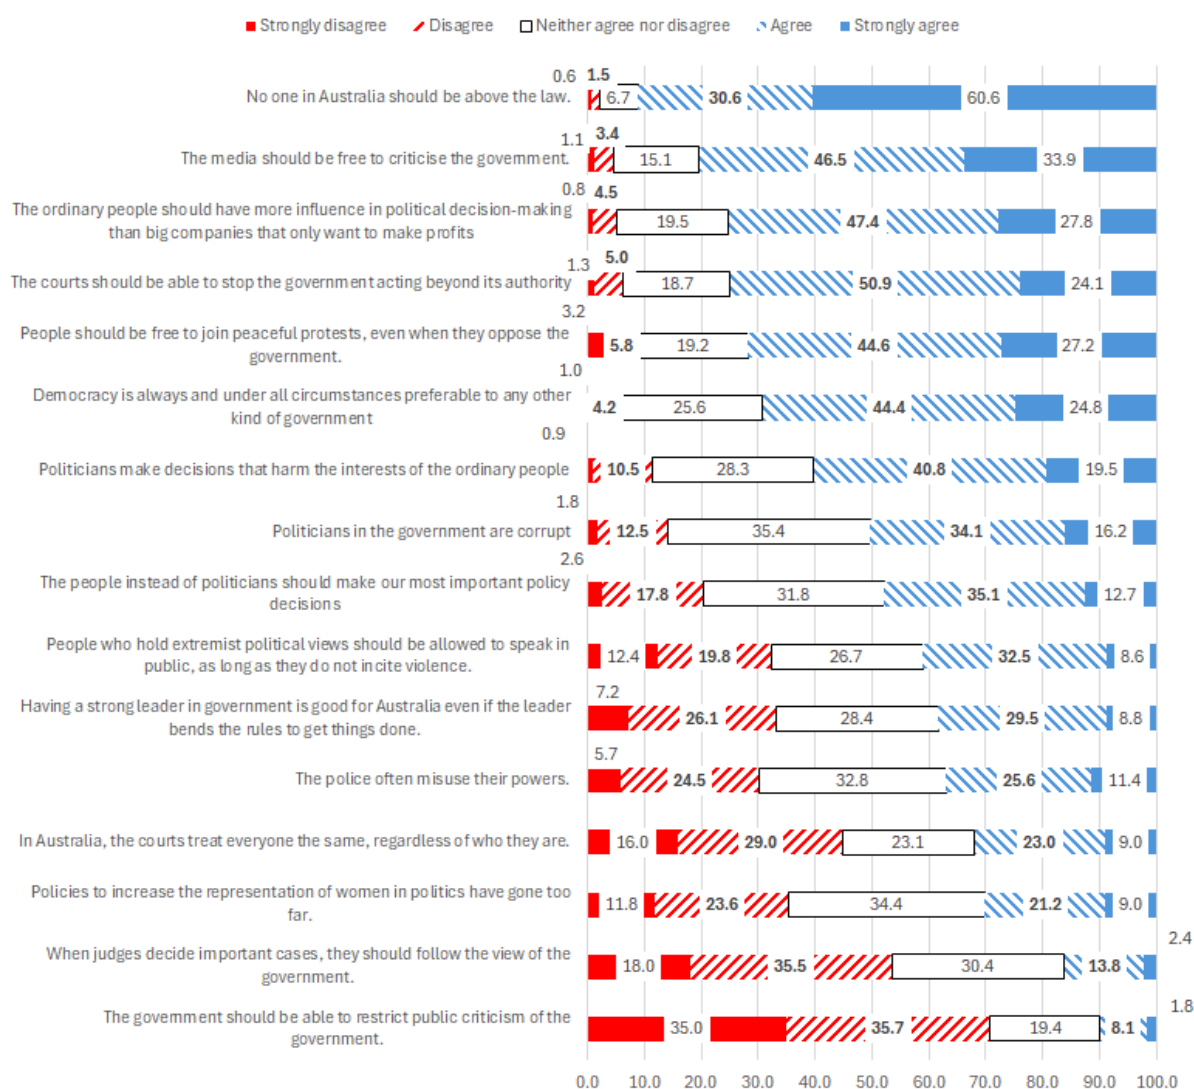 Strongly disagree Disagree Neither agree nor disagree Agree Strongly agree
0.6 1.5
No one in Australia should be above the law. 6.7 30.6 60.6
1.1 3.4
The media should be free to criticise the government. 15.1 46.5 33.9
0.8 4.5
The ordinary people should have more influence in political decision-making
than big companies that only want to make profits
19.5 47.4 27.8
1.3 5.0
The courts should be able to stop the government acting beyond its authority 18.7 50.9 24.1
3.2
People should be free to join peaceful protests, even when they oppose the
government.
5.8 19.2 44.6 27.2
1.0
Democracy is always and under all circumstances preferable to any other
kind of government
4.2 25.6 44.4 24.8
0.9
Politicians make decisions that harm the interests of the ordinary people 10.5 28.3 40.8 19.5
1.8
Politicians in the government are corrupt 12.5 35.4 34.1 16.2
2.6
The people instead of politicians should make our most important policy
decisions
17.8 31.8 35.1 12.7
People who hold extremist political views should be allowed to speak in
public, as long as they do not incite violence.
12.4 19.8 26.7 32.5 8.6
7.2
Having a strong leader in government is good for Australia even if the leader
bends the rules to get things done.
26.1 28.4 29.5 8.8
5.7
The police often misuse their powers. 24.5 32.8 25.6 11.4
In Australia, the courts treat everyone the same, regardless of who they are. 16.0 29.0 23.1 23.0 9.0
Policies to increase the representation of women in politics have gone too
far.
11.8 23.6 34.4 21.2 9.0
2.4
When judges decide important cases, they should follow the view of the
government.
18.0 35.5 30.4 13.8
1.8
The government should be able to restrict public criticism of the
government.
35.0 35.7 19.4 8.1
0.0 10.0 20.0 30.0 40.0 50.0 60.0 70.0 80.0 90.0 100.0